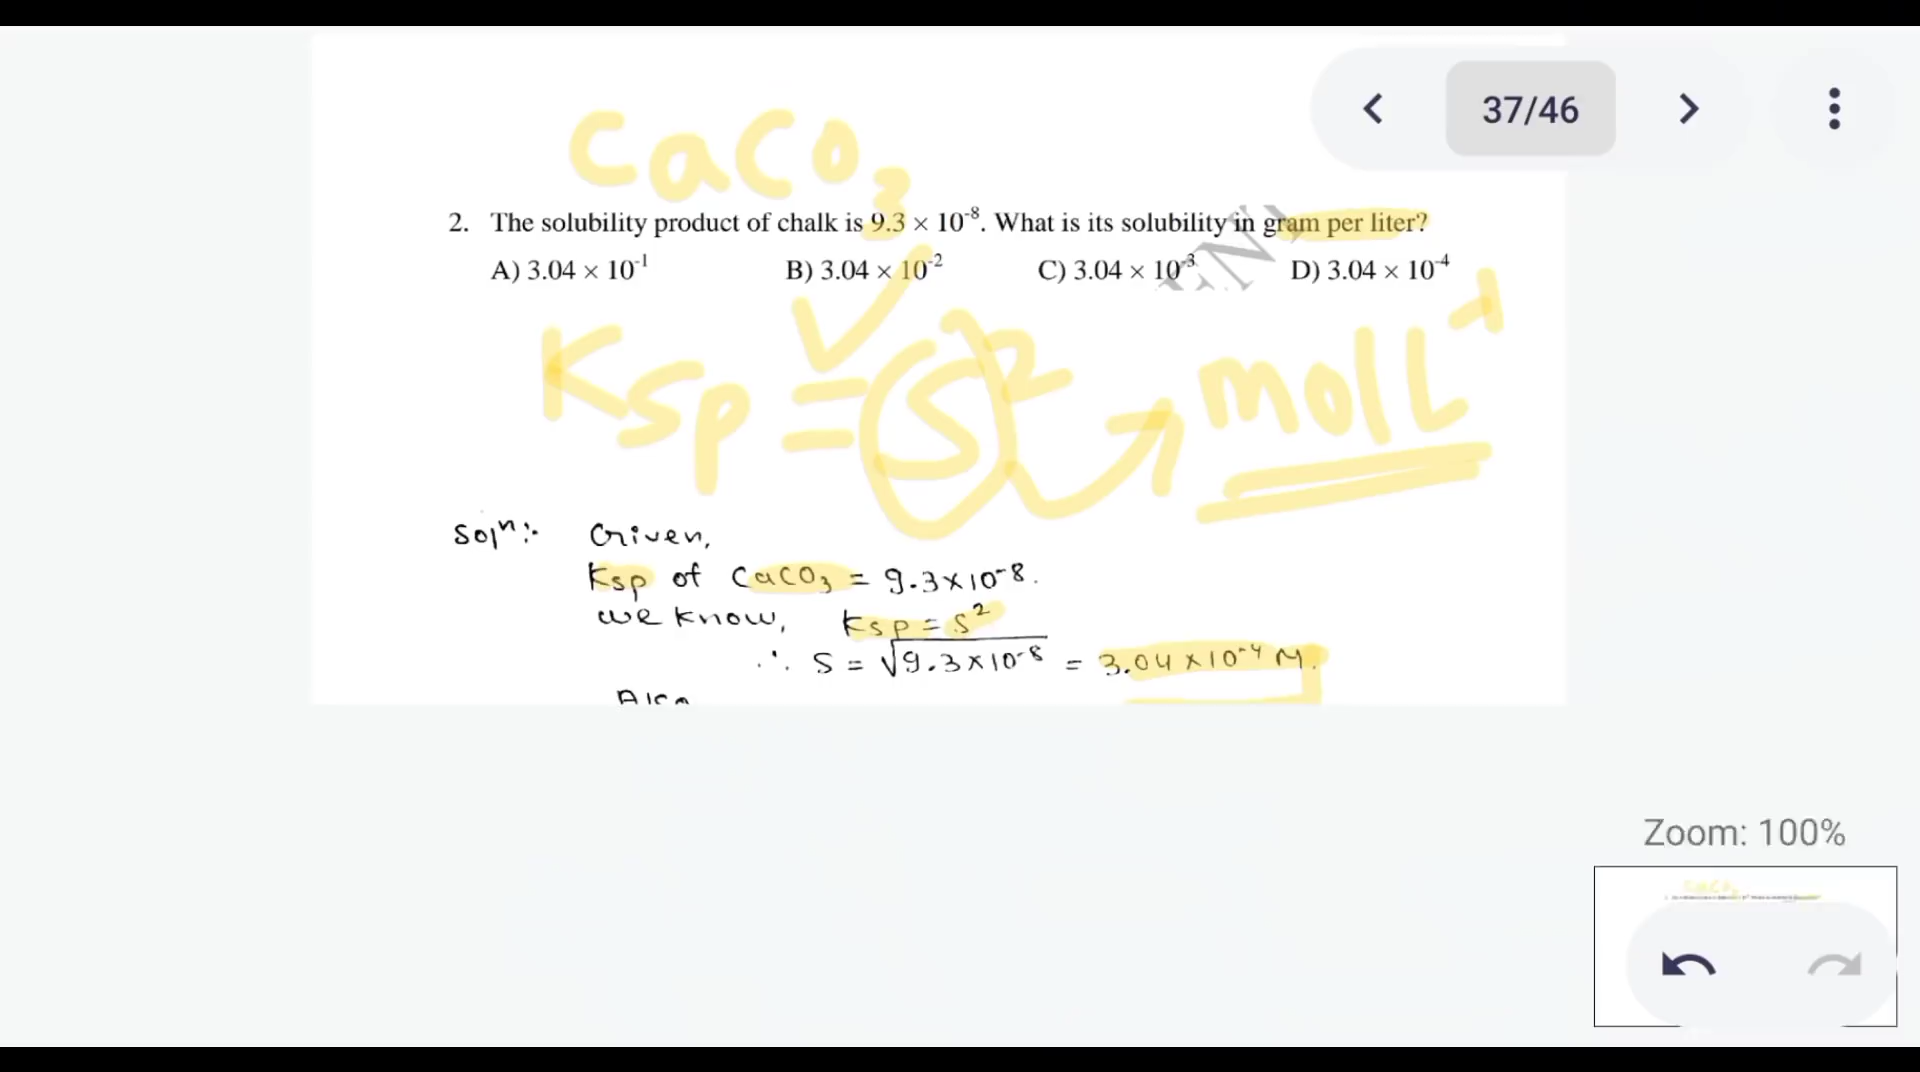 37/46
CaCO3
2. The solubility product of chalk is 9.3 × 10⁻⁸. What is its solubility in gram per liter?
A) 3.04 × 10⁻¹ B) 3.04 × 10⁻² C) 3.04 × 10⁻³ D) 3.04 × 10⁻⁴
Ksp = S² mol L⁻¹
Solⁿ:- Given,
Ksp of CaCO3 = 9.3×10⁻⁸.
we know, Ksp = S²
∴ S = √9.3×10⁻⁸ = 3.04×10⁻⁴ M.
Also
Zoom: 100%